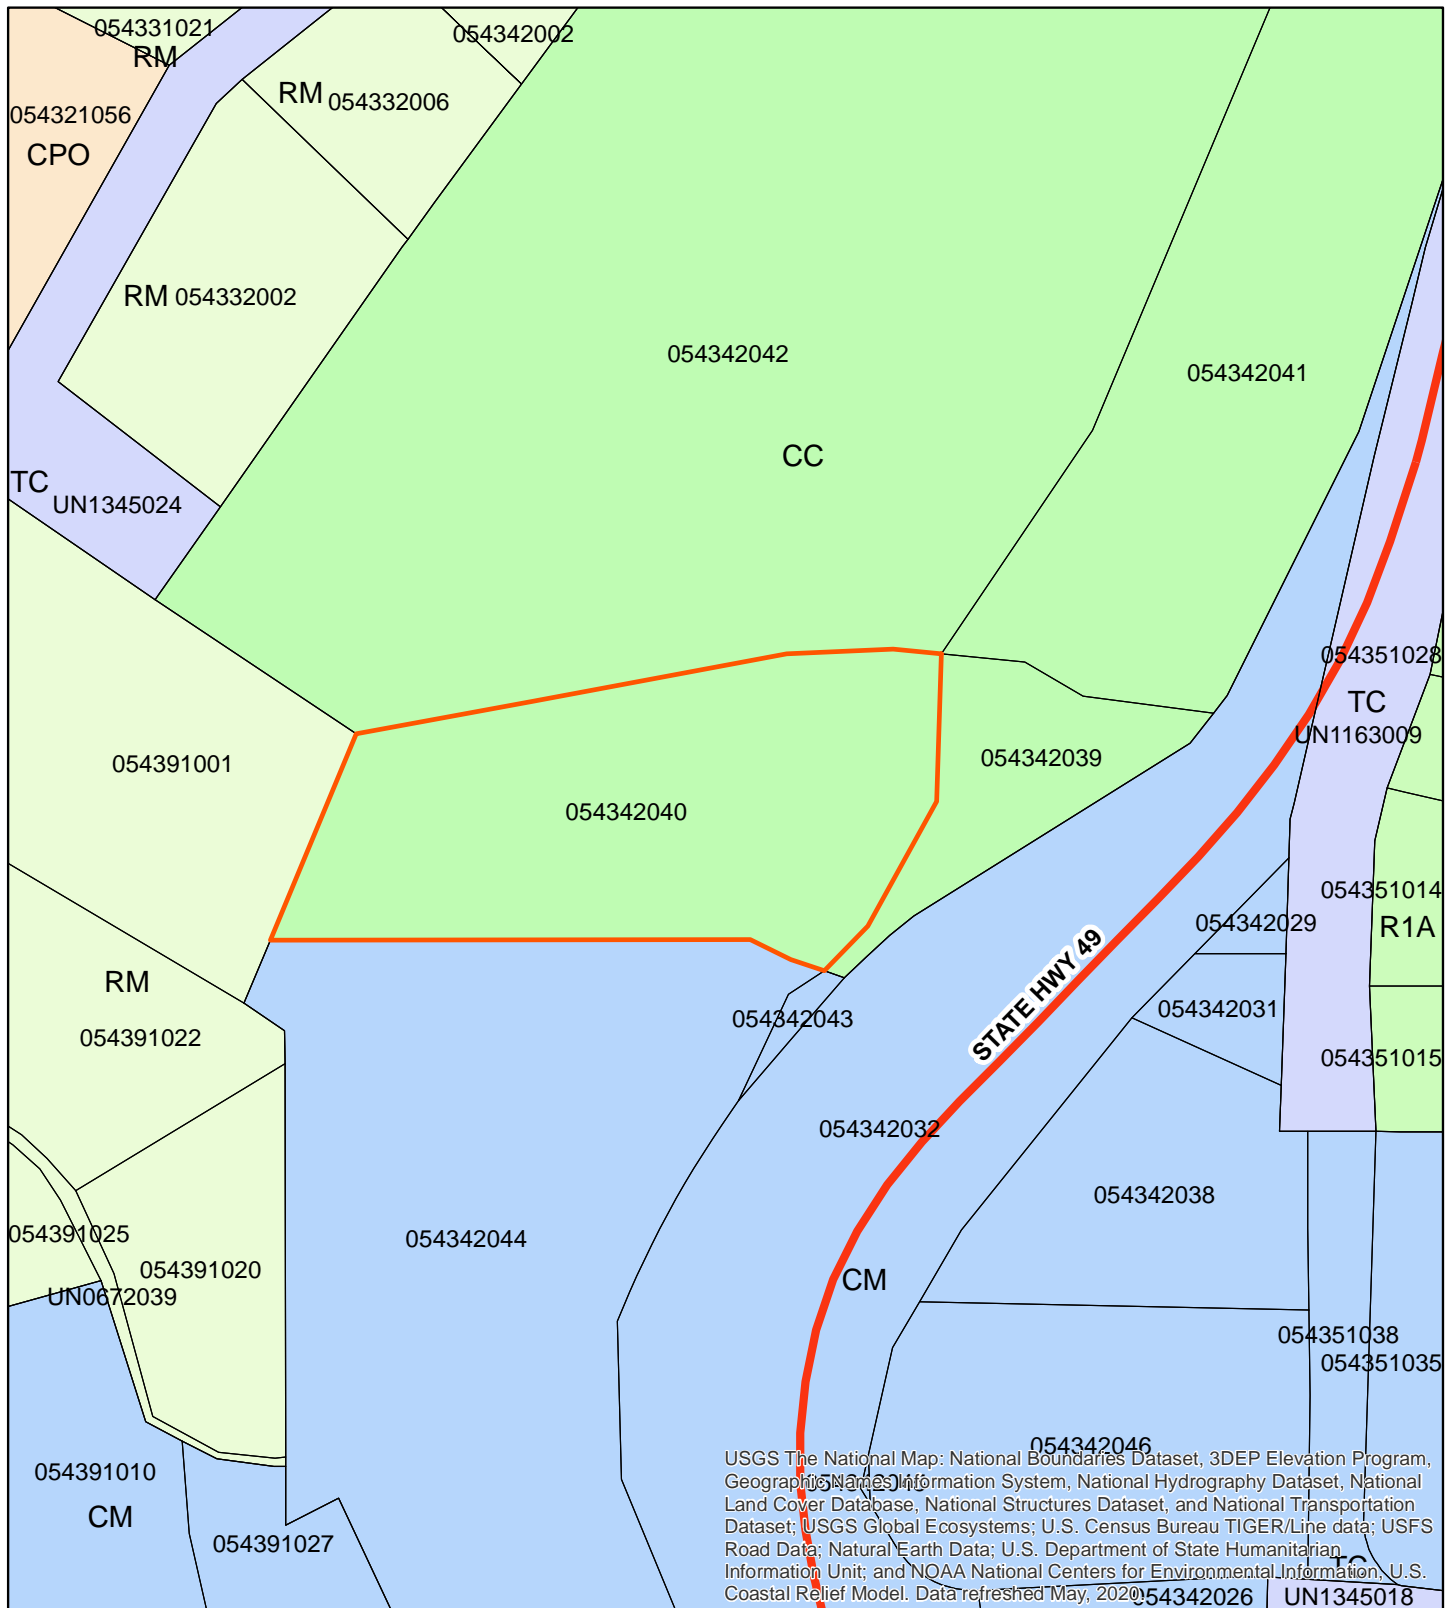 054331021
RM
054342002
RM 054332006
054321056
CPO
RM 054332002
054342042
054342041
CC
TC
UN1345024
054351028
TC
UN1163009
054342039
054391001
054342040
054351014
R1A
054342029
STATE HWY 49
RM
054342031
054342043
054391022
054351015
054342032
054342038
054391025
054342044
054391020
CM
UN0672039
054351038
054351035
054342046
054391010
CM
054391027
USGS The National Map: National Boundaries Dataset, 3DEP Elevation Program,
Geographic Names Information System, National Hydrography Dataset, National
Land Cover Database, National Structures Dataset, and National Transportation
Dataset; USGS Global Ecosystems; U.S. Census Bureau TIGER/Line data; USFS
Road Data; Natural Earth Data; U.S. Department of State Humanitarian
Information Unit; and NOAA National Centers for Environmental Information, U.S.
Coastal Relief Model. Data refreshed May, 2020.
TC
054342026
UN1345018